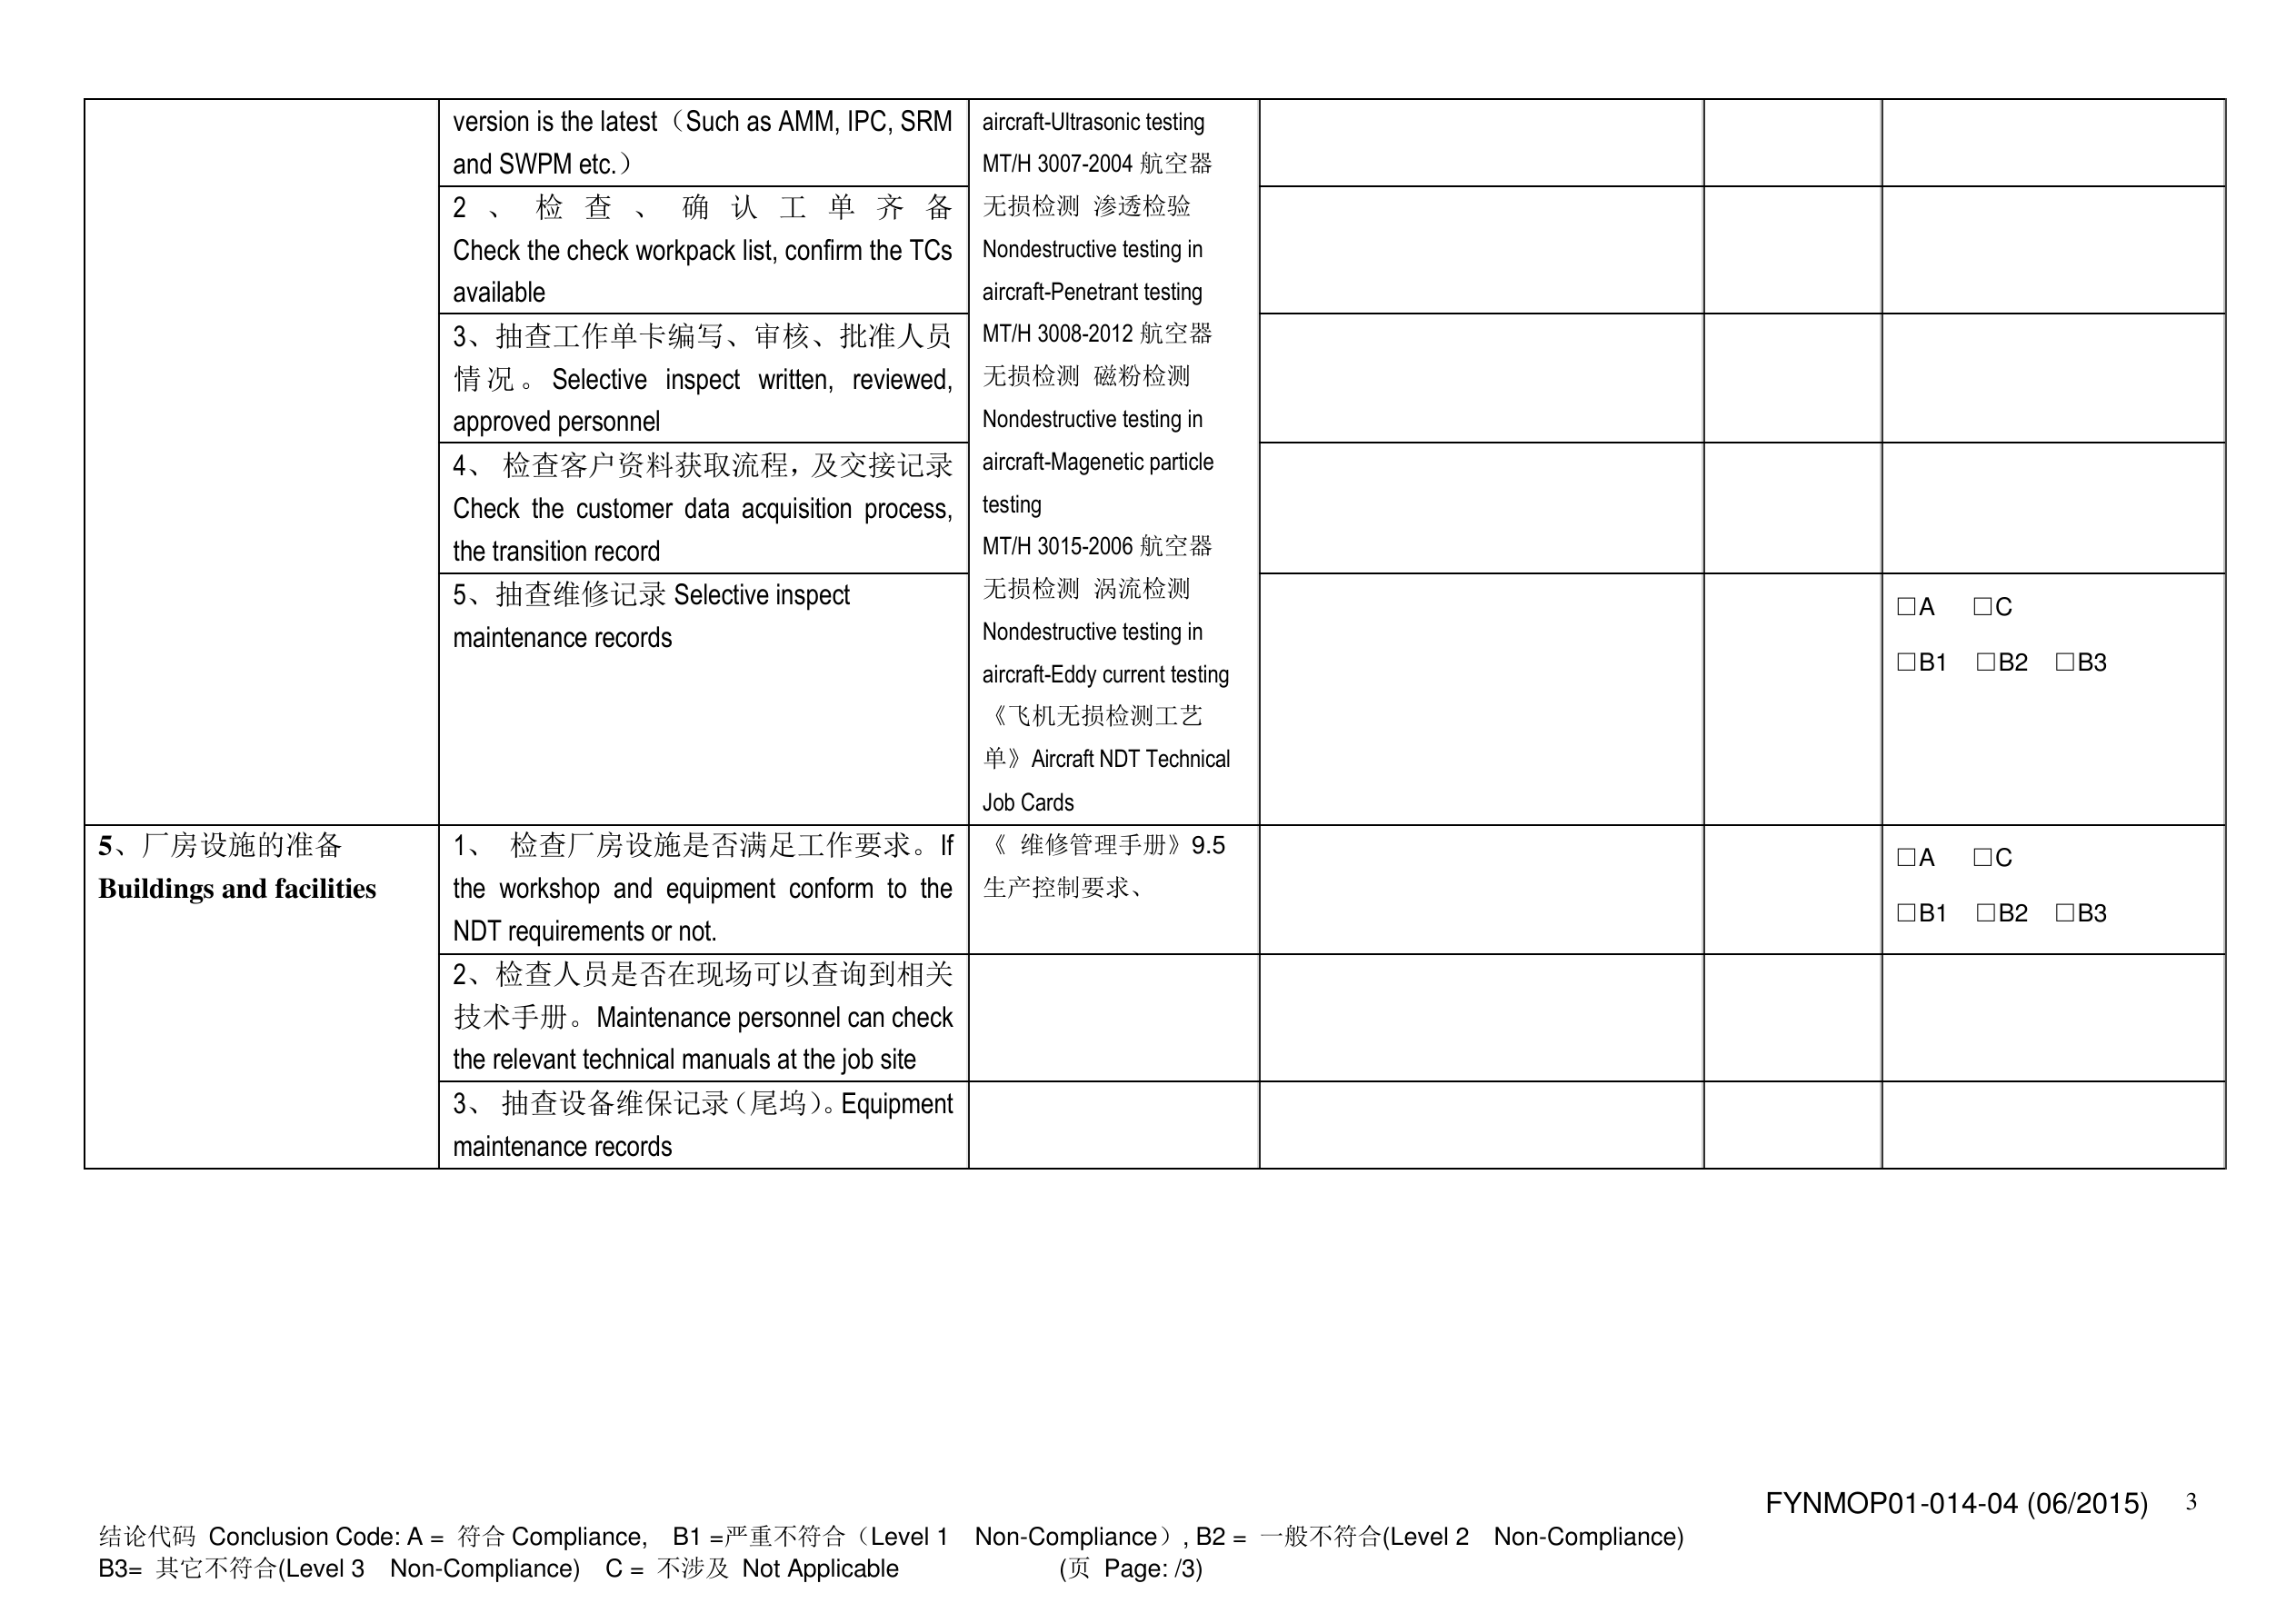 version is the latest（Such as AMM, IPC, SRM
and SWPM etc.）
2 、 检 查 、 确 认 工 单 齐 备
Check the check workpack list, confirm the TCs
available
3、抽查工作单卡编写、审核、批准人员
情况。Selective inspect written, reviewed,
approved personnel
4、 检查客户资料获取流程，及交接记录
Check the customer data acquisition process,
the transition record
5、抽查维修记录 Selective inspect
maintenance records
aircraft-Ultrasonic testing
MT/H 3007-2004 航空器
无损检测 渗透检验
Nondestructive testing in
aircraft-Penetrant testing
MT/H 3008-2012 航空器
无损检测 磁粉检测
Nondestructive testing in
aircraft-Magenetic particle
testing
MT/H 3015-2006 航空器
无损检测 涡流检测
Nondestructive testing in
aircraft-Eddy current testing
《飞机无损检测工艺
单》Aircraft NDT Technical
Job Cards
□A □C
□B1 □B2 □B3
5、厂房设施的准备
Buildings and facilities
1、 检查厂房设施是否满足工作要求。If
the workshop and equipment conform to the
NDT requirements or not.
《 维修管理手册》9.5
生产控制要求、
□A □C
□B1 □B2 □B3
2、检查人员是否在现场可以查询到相关
技术手册。Maintenance personnel can check
the relevant technical manuals at the job site
3、 抽查设备维保记录（尾坞）。Equipment
maintenance records
FYNMOP01-014-04 (06/2015) 3
结论代码 Conclusion Code: A = 符合 Compliance, B1 =严重不符合（Level 1 Non-Compliance）, B2 = 一般不符合(Level 2 Non-Compliance)
B3= 其它不符合(Level 3 Non-Compliance) C = 不涉及 Not Applicable (页 Page: /3)